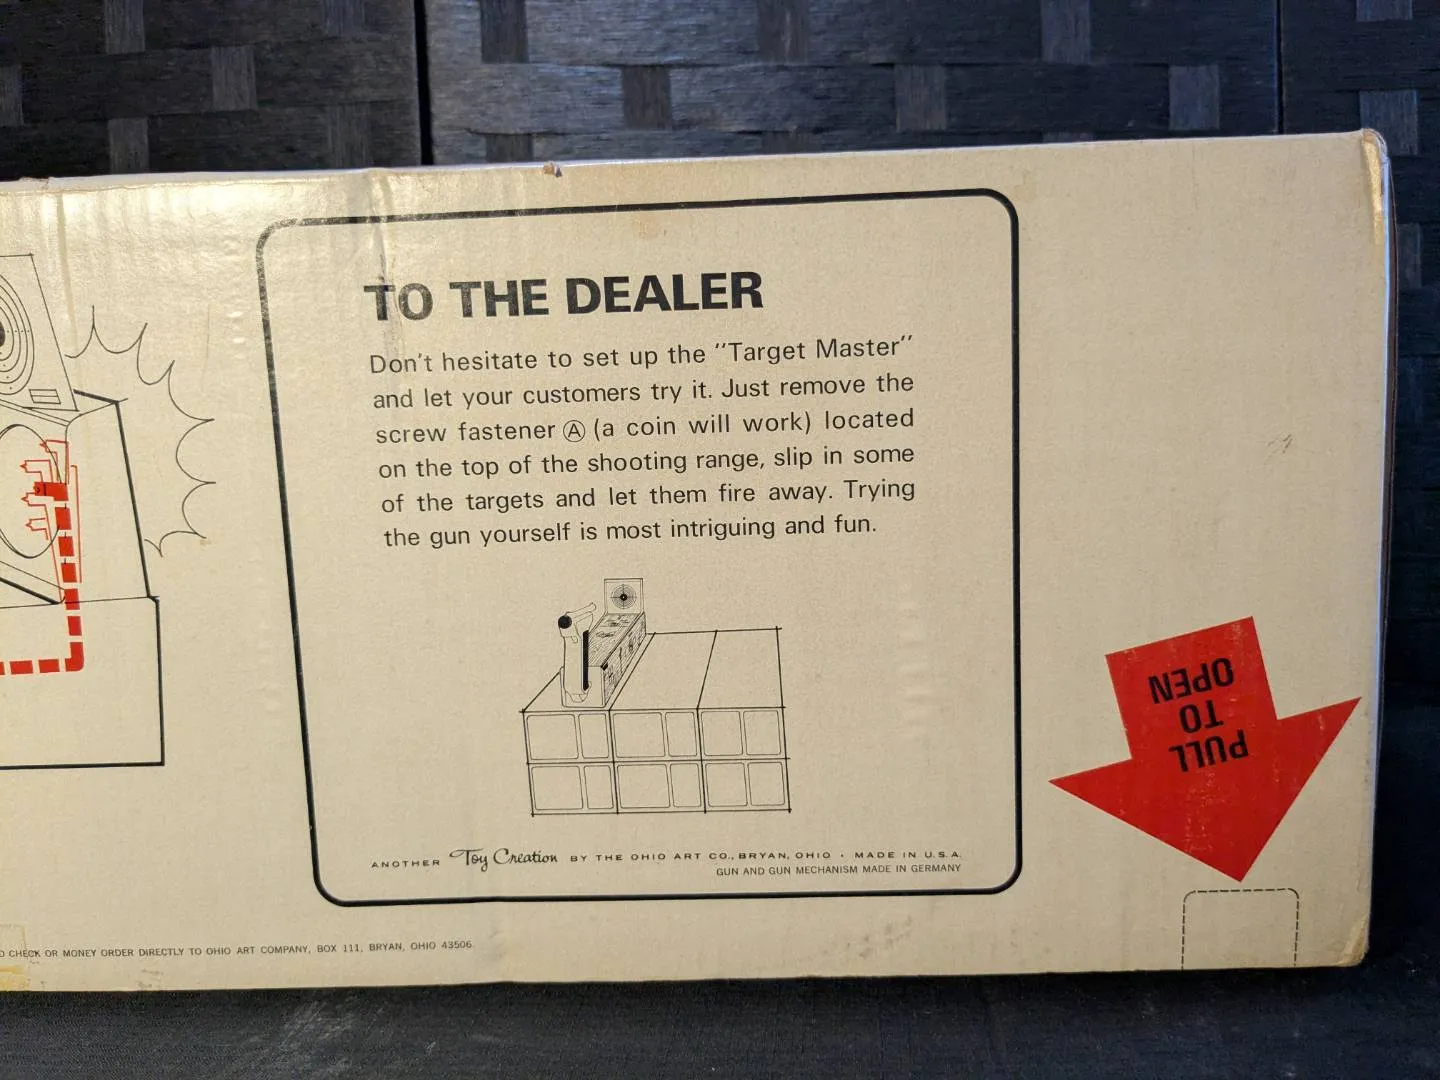 TO THE DEALER
Don't hesitate to set up the "Target Master"
and let your customers try it. Just remove the
screw fastener Ⓐ (a coin will work) located
on the top of the shooting range, slip in some
of the targets and let them fire away. Trying
the gun yourself is most intriguing and fun.
ANOTHER Toy Creation BY THE OHIO ART CO., BRYAN, OHIO · MADE IN U.S.A.
GUN AND GUN MECHANISM MADE IN GERMANY
PULL
TO
OPEN
CHECK OR MONEY ORDER DIRECTLY TO OHIO ART COMPANY, BOX 111, BRYAN, OHIO 43506.